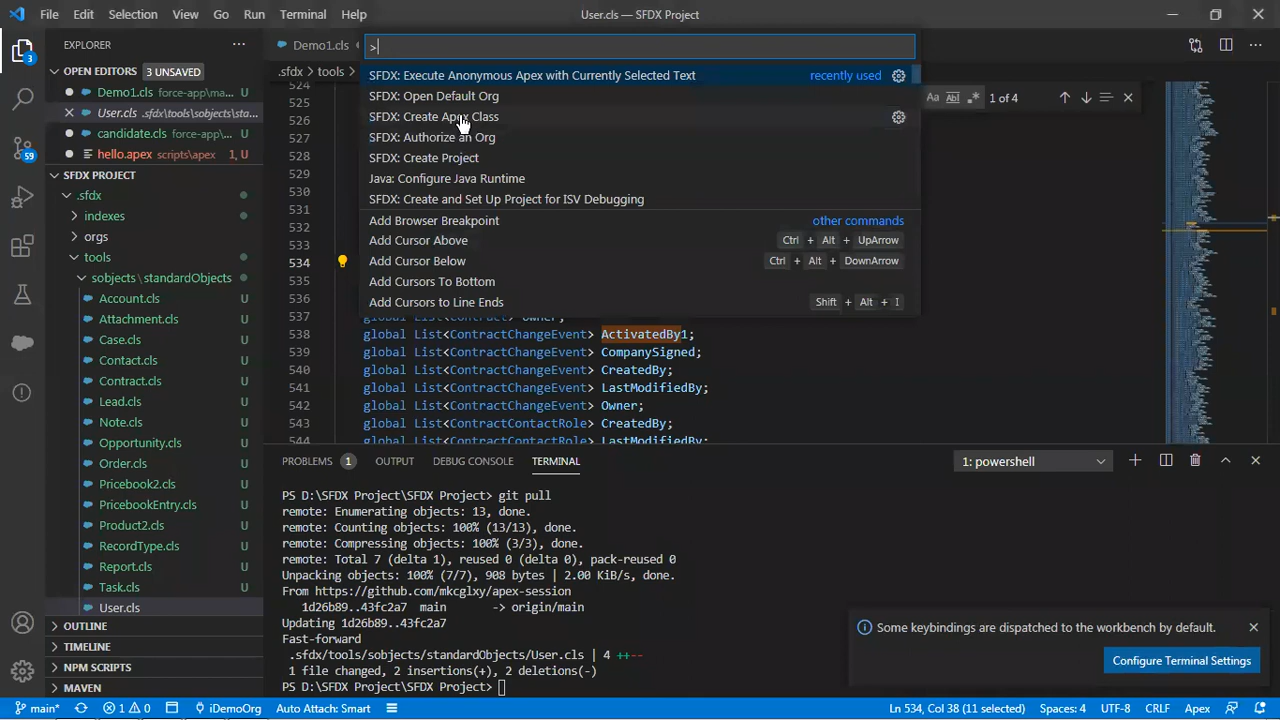 File Edit Selection View Go Run Terminal Help
User.cls — SFDX Project
EXPLORER
OPEN EDITORS 3 UNSAVED
Demo1.cls force-app\ma...
User.cls .sfdx\tools\sobjects\sta...
candidate.cls force-app\m...
hello.apex scripts\apex 1, U
SFDX PROJECT
.sfdx
indexes
orgs
tools
sobjects \ standardObjects
Account.cls U
Attachment.cls U
Case.cls U
Contact.cls U
Contract.cls U
Lead.cls U
Note.cls U
Opportunity.cls U
Order.cls U
Pricebook2.cls U
PricebookEntry.cls U
Product2.cls U
RecordType.cls U
Report.cls U
Task.cls U
User.cls
OUTLINE
TIMELINE
NPM SCRIPTS
MAVEN
3
59
Demo1.cls
.sfdx > tools
>
SFDX: Execute Anonymous Apex with Currently Selected Text recently used
SFDX: Open Default Org
SFDX: Create Apex Class
SFDX: Authorize an Org
SFDX: Create Project
Java: Configure Java Runtime
SFDX: Create and Set Up Project for ISV Debugging
Add Browser Breakpoint other commands
Add Cursor Above Ctrl + Alt + UpArrow
Add Cursor Below Ctrl + Alt + DownArrow
Add Cursors To Bottom
Add Cursors to Line Ends Shift + Alt + I
Aa Ab 1 of 4
524
525
526
527
528
529
530
531
532
533
534
535
536
537 global List<Contract> Owner;
538 global List<ContractChangeEvent> ActivatedBy1;
539 global List<ContractChangeEvent> CompanySigned;
540 global List<ContractChangeEvent> CreatedBy;
541 global List<ContractChangeEvent> LastModifiedBy;
542 global List<ContractChangeEvent> Owner;
543 global List<ContractContactRole> CreatedBy;
544 global List<ContractContactRole> LastModifiedBy;
PROBLEMS 1 OUTPUT DEBUG CONSOLE TERMINAL 1: powershell
PS D:\SFDX Project\SFDX Project> git pull
remote: Enumerating objects: 13, done.
remote: Counting objects: 100% (13/13), done.
remote: Compressing objects: 100% (3/3), done.
remote: Total 7 (delta 1), reused 0 (delta 0), pack-reused 0
Unpacking objects: 100% (7/7), 908 bytes | 2.00 KiB/s, done.
From https://github.com/mkcglxy/apex-session
1d26b89..43fc2a7 main -> origin/main
Updating 1d26b89..43fc2a7
Fast-forward
.sfdx/tools/sobjects/standardObjects/User.cls | 4 ++--
1 file changed, 2 insertions(+), 2 deletions(-)
PS D:\SFDX Project\SFDX Project>
Some keybindings are dispatched to the workbench by default.
Configure Terminal Settings
main* 1 0 iDemoOrg Auto Attach: Smart Ln 534, Col 38 (11 selected) Spaces: 4 UTF-8 CRLF Apex